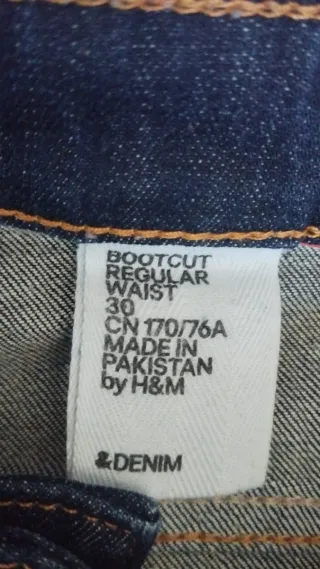 BOOTCUT
REGULAR
WAIST
30
CN 170/76A
MADE IN
PAKISTAN
by H&M
&DENIM